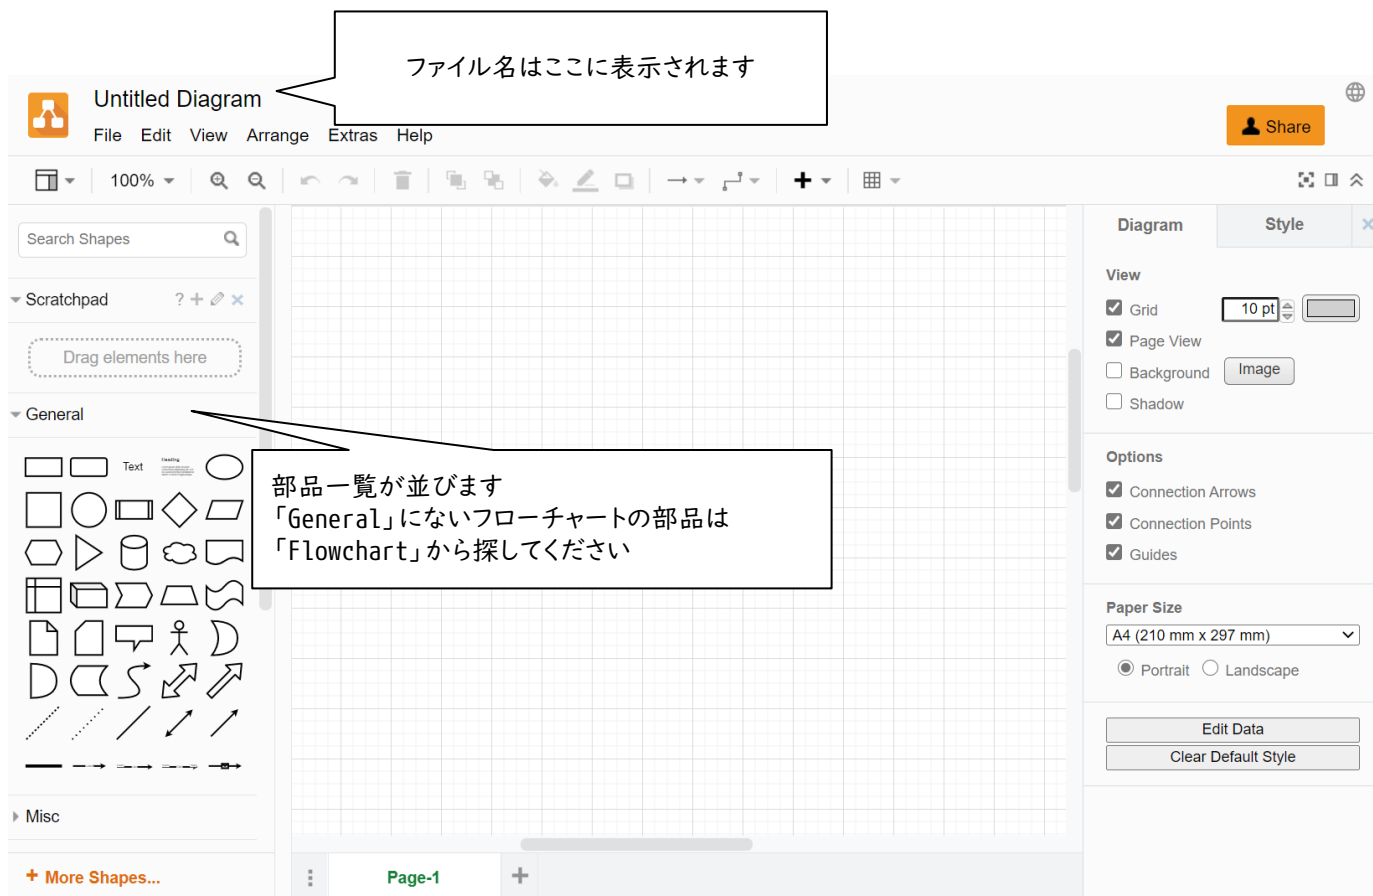 ファイル名はここに表示されます
Untitled Diagram
File Edit View Arrange Extras Help
Share
100%
Search Shapes
Scratchpad ?
Drag elements here
General
Text
Heading
部品一覧が並びます
「General」にないフローチャートの部品は
「Flowchart」から探してください
Misc
+ More Shapes...
Page-1
Diagram Style
View
Grid 10 pt
Page View
Background Image
Shadow
Options
Connection Arrows
Connection Points
Guides
Paper Size
A4 (210 mm x 297 mm)
Portrait Landscape
Edit Data
Clear Default Style